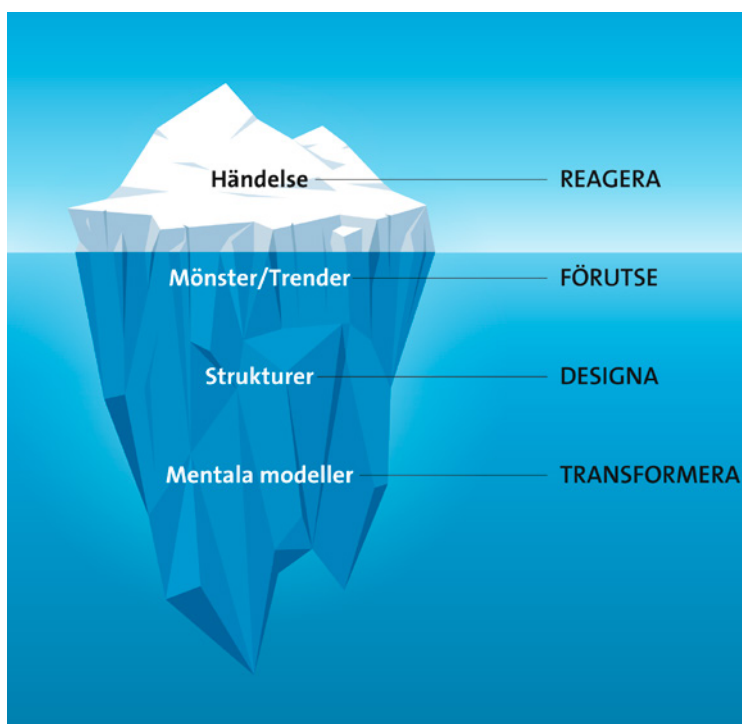 Händelse REAGERA
Mönster/Trender FÖRUTSE
Strukturer DESIGNA
Mentala modeller TRANSFORMERA